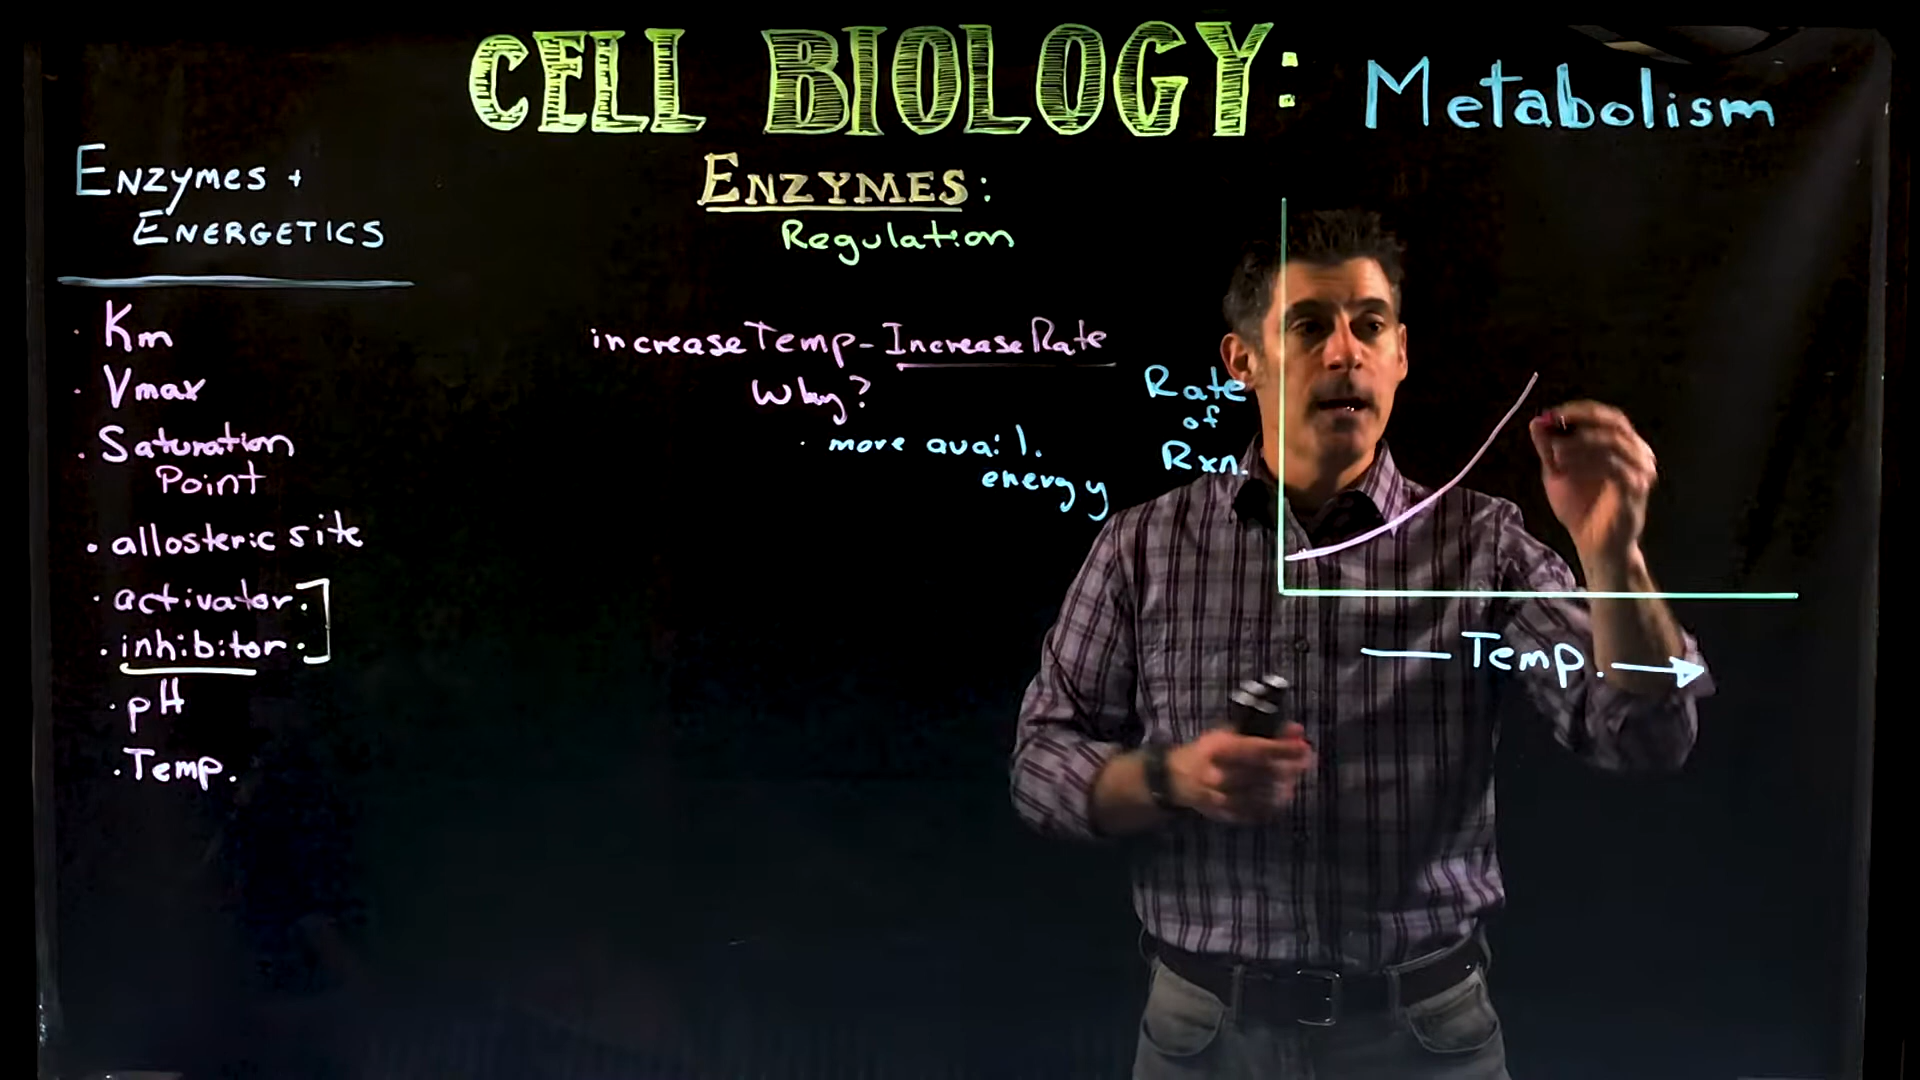 CELL BIOLOGY: Metabolism
Enzymes +
ENERGETICS
· Km
· Vmax
· Saturation
Point
· allosteric site
· activator.
· inhibitor.
· pH
· Temp.
ENZYMES:
Regulation
increase Temp - Increase Rate
Why?
· more avail.
energy
Rate
of
Rxn.
Temp.